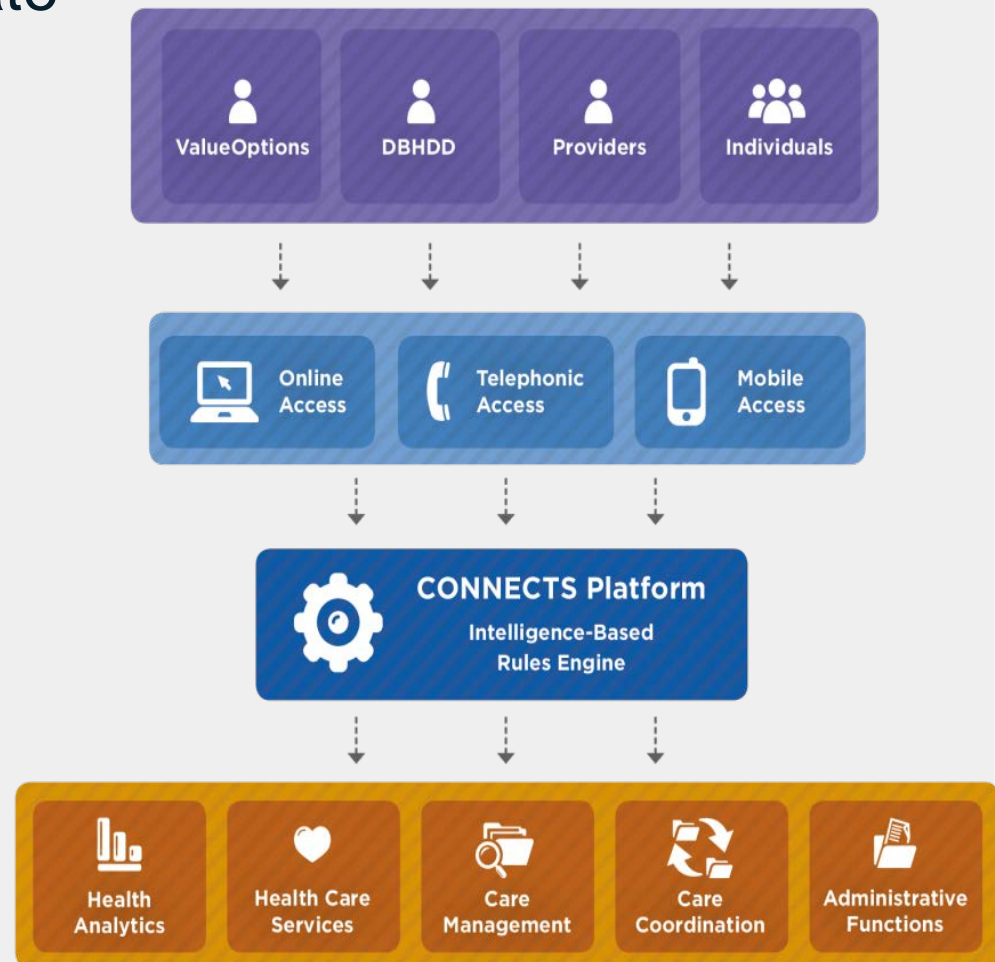 ValueOptions
DBHDD
Providers
Individuals
Online
Access
Telephonic
Access
Mobile
Access
CONNECTS Platform
Intelligence-Based
Rules Engine
Health
Analytics
Health Care
Services
Care
Management
Care
Coordination
Administrative
Functions